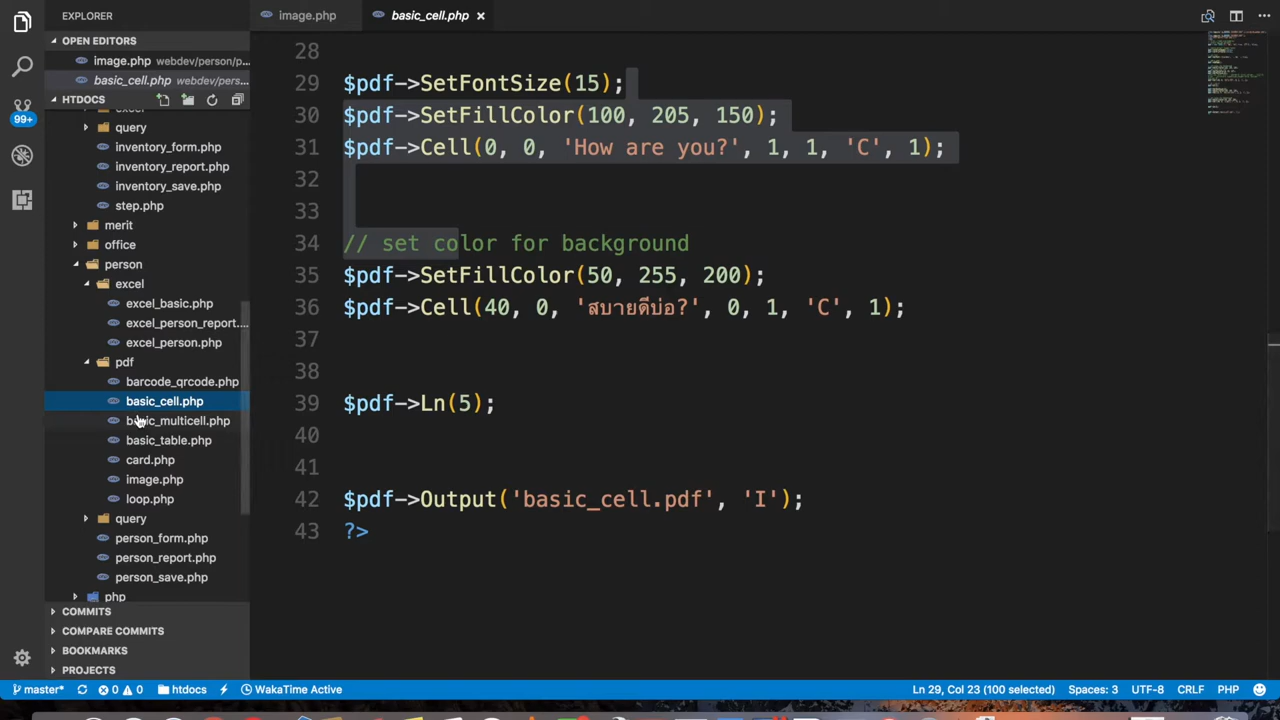 EXPLORER
image.php
basic_cell.php
OPEN EDITORS
image.php webdev/person/p...
basic_cell.php webdev/pers...
HTDOCS
99+
query
inventory_form.php
inventory_report.php
inventory_save.php
step.php
merit
office
person
excel
excel_basic.php
excel_person_report....
excel_person.php
pdf
barcode_qrcode.php
basic_cell.php
basic_multicell.php
basic_table.php
card.php
image.php
loop.php
query
person_form.php
person_report.php
person_save.php
php
COMMITS
COMPARE COMMITS
BOOKMARKS
PROJECTS
28
29 $pdf->SetFontSize(15);
30 $pdf->SetFillColor(100, 205, 150);
31 $pdf->Cell(0, 0, 'How are you?', 1, 1, 'C', 1);
32
33
34 // set color for background
35 $pdf->SetFillColor(50, 255, 200);
36 $pdf->Cell(40, 0, 'สบายดีบ่อ?', 0, 1, 'C', 1);
37
38
39 $pdf->Ln(5);
40
41
42 $pdf->Output('basic_cell.pdf', 'I');
43 ?>
master* 0 0 htdocs WakaTime Active Ln 29, Col 23 (100 selected) Spaces: 3 UTF-8 CRLF PHP